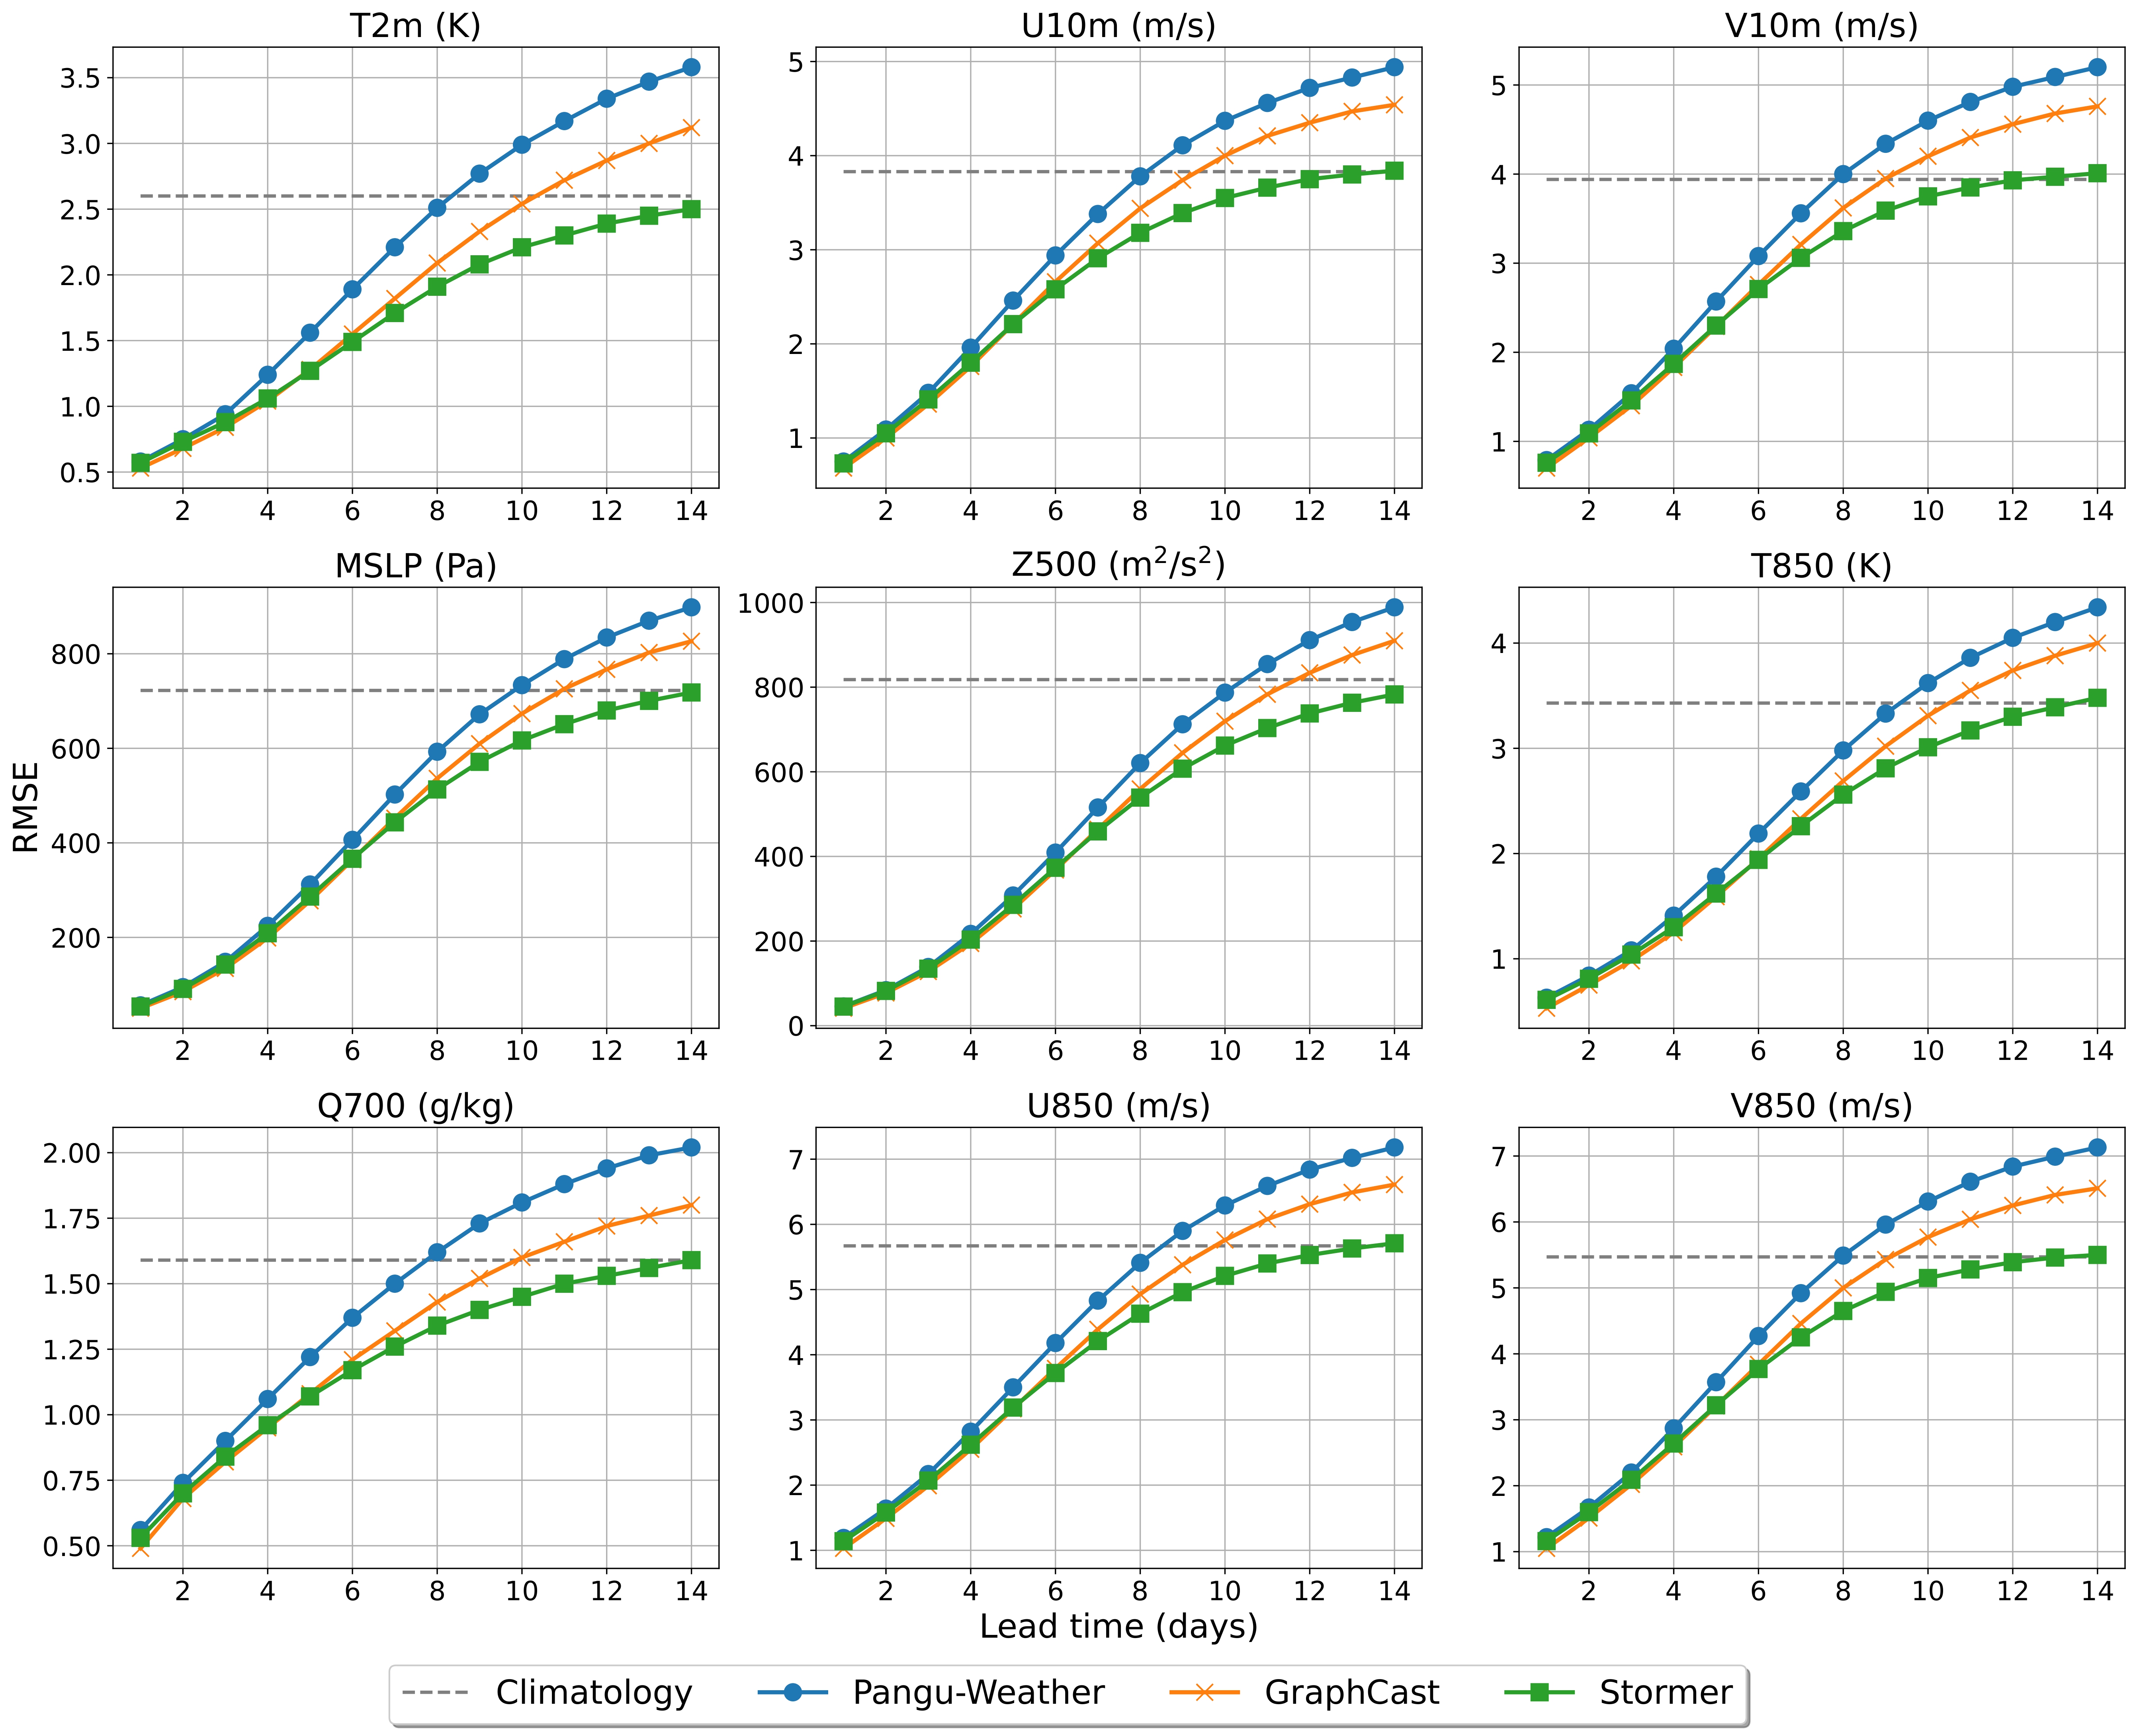 T2m (K)
3.5
3.0
2.5
2.0
1.5
1.0
0.5
2 4 6 8 10 12 14
U10m (m/s)
5
4
3
2
1
2 4 6 8 10 12 14
V10m (m/s)
5
4
3
2
1
2 4 6 8 10 12 14
RMSE
MSLP (Pa)
800
600
400
200
2 4 6 8 10 12 14
Z500 (m²/s²)
1000
800
600
400
200
0
2 4 6 8 10 12 14
T850 (K)
4
3
2
1
2 4 6 8 10 12 14
Q700 (g/kg)
2.00
1.75
1.50
1.25
1.00
0.75
0.50
2 4 6 8 10 12 14
U850 (m/s)
7
6
5
4
3
2
1
2 4 6 8 10 12 14
V850 (m/s)
7
6
5
4
3
2
1
2 4 6 8 10 12 14
Lead time (days)
Climatology Pangu-Weather GraphCast Stormer